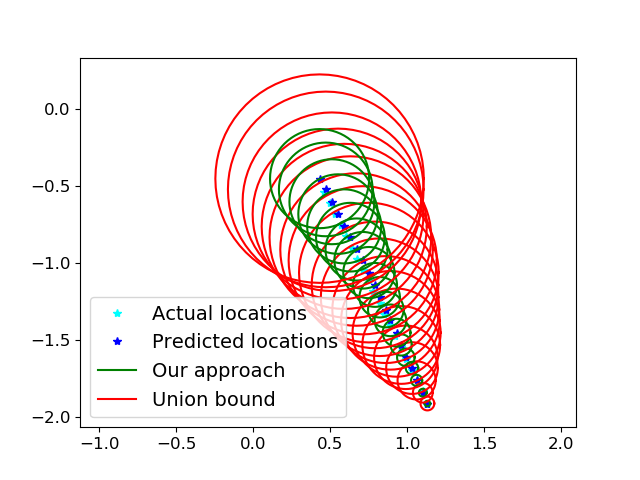 0.0
−0.5
−1.0
−1.5
−2.0
Actual locations
Predicted locations
Our approach
Union bound
−1.0 −0.5 0.0 0.5 1.0 1.5 2.0